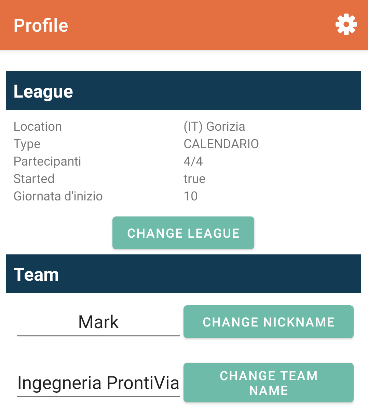 Profile
League
Location (IT) Gorizia
Type CALENDARIO
Partecipanti 4/4
Started true
Giornata d'inizio 10
CHANGE LEAGUE
Team
Mark CHANGE NICKNAME
Ingegneria ProntiVia CHANGE TEAM
NAME